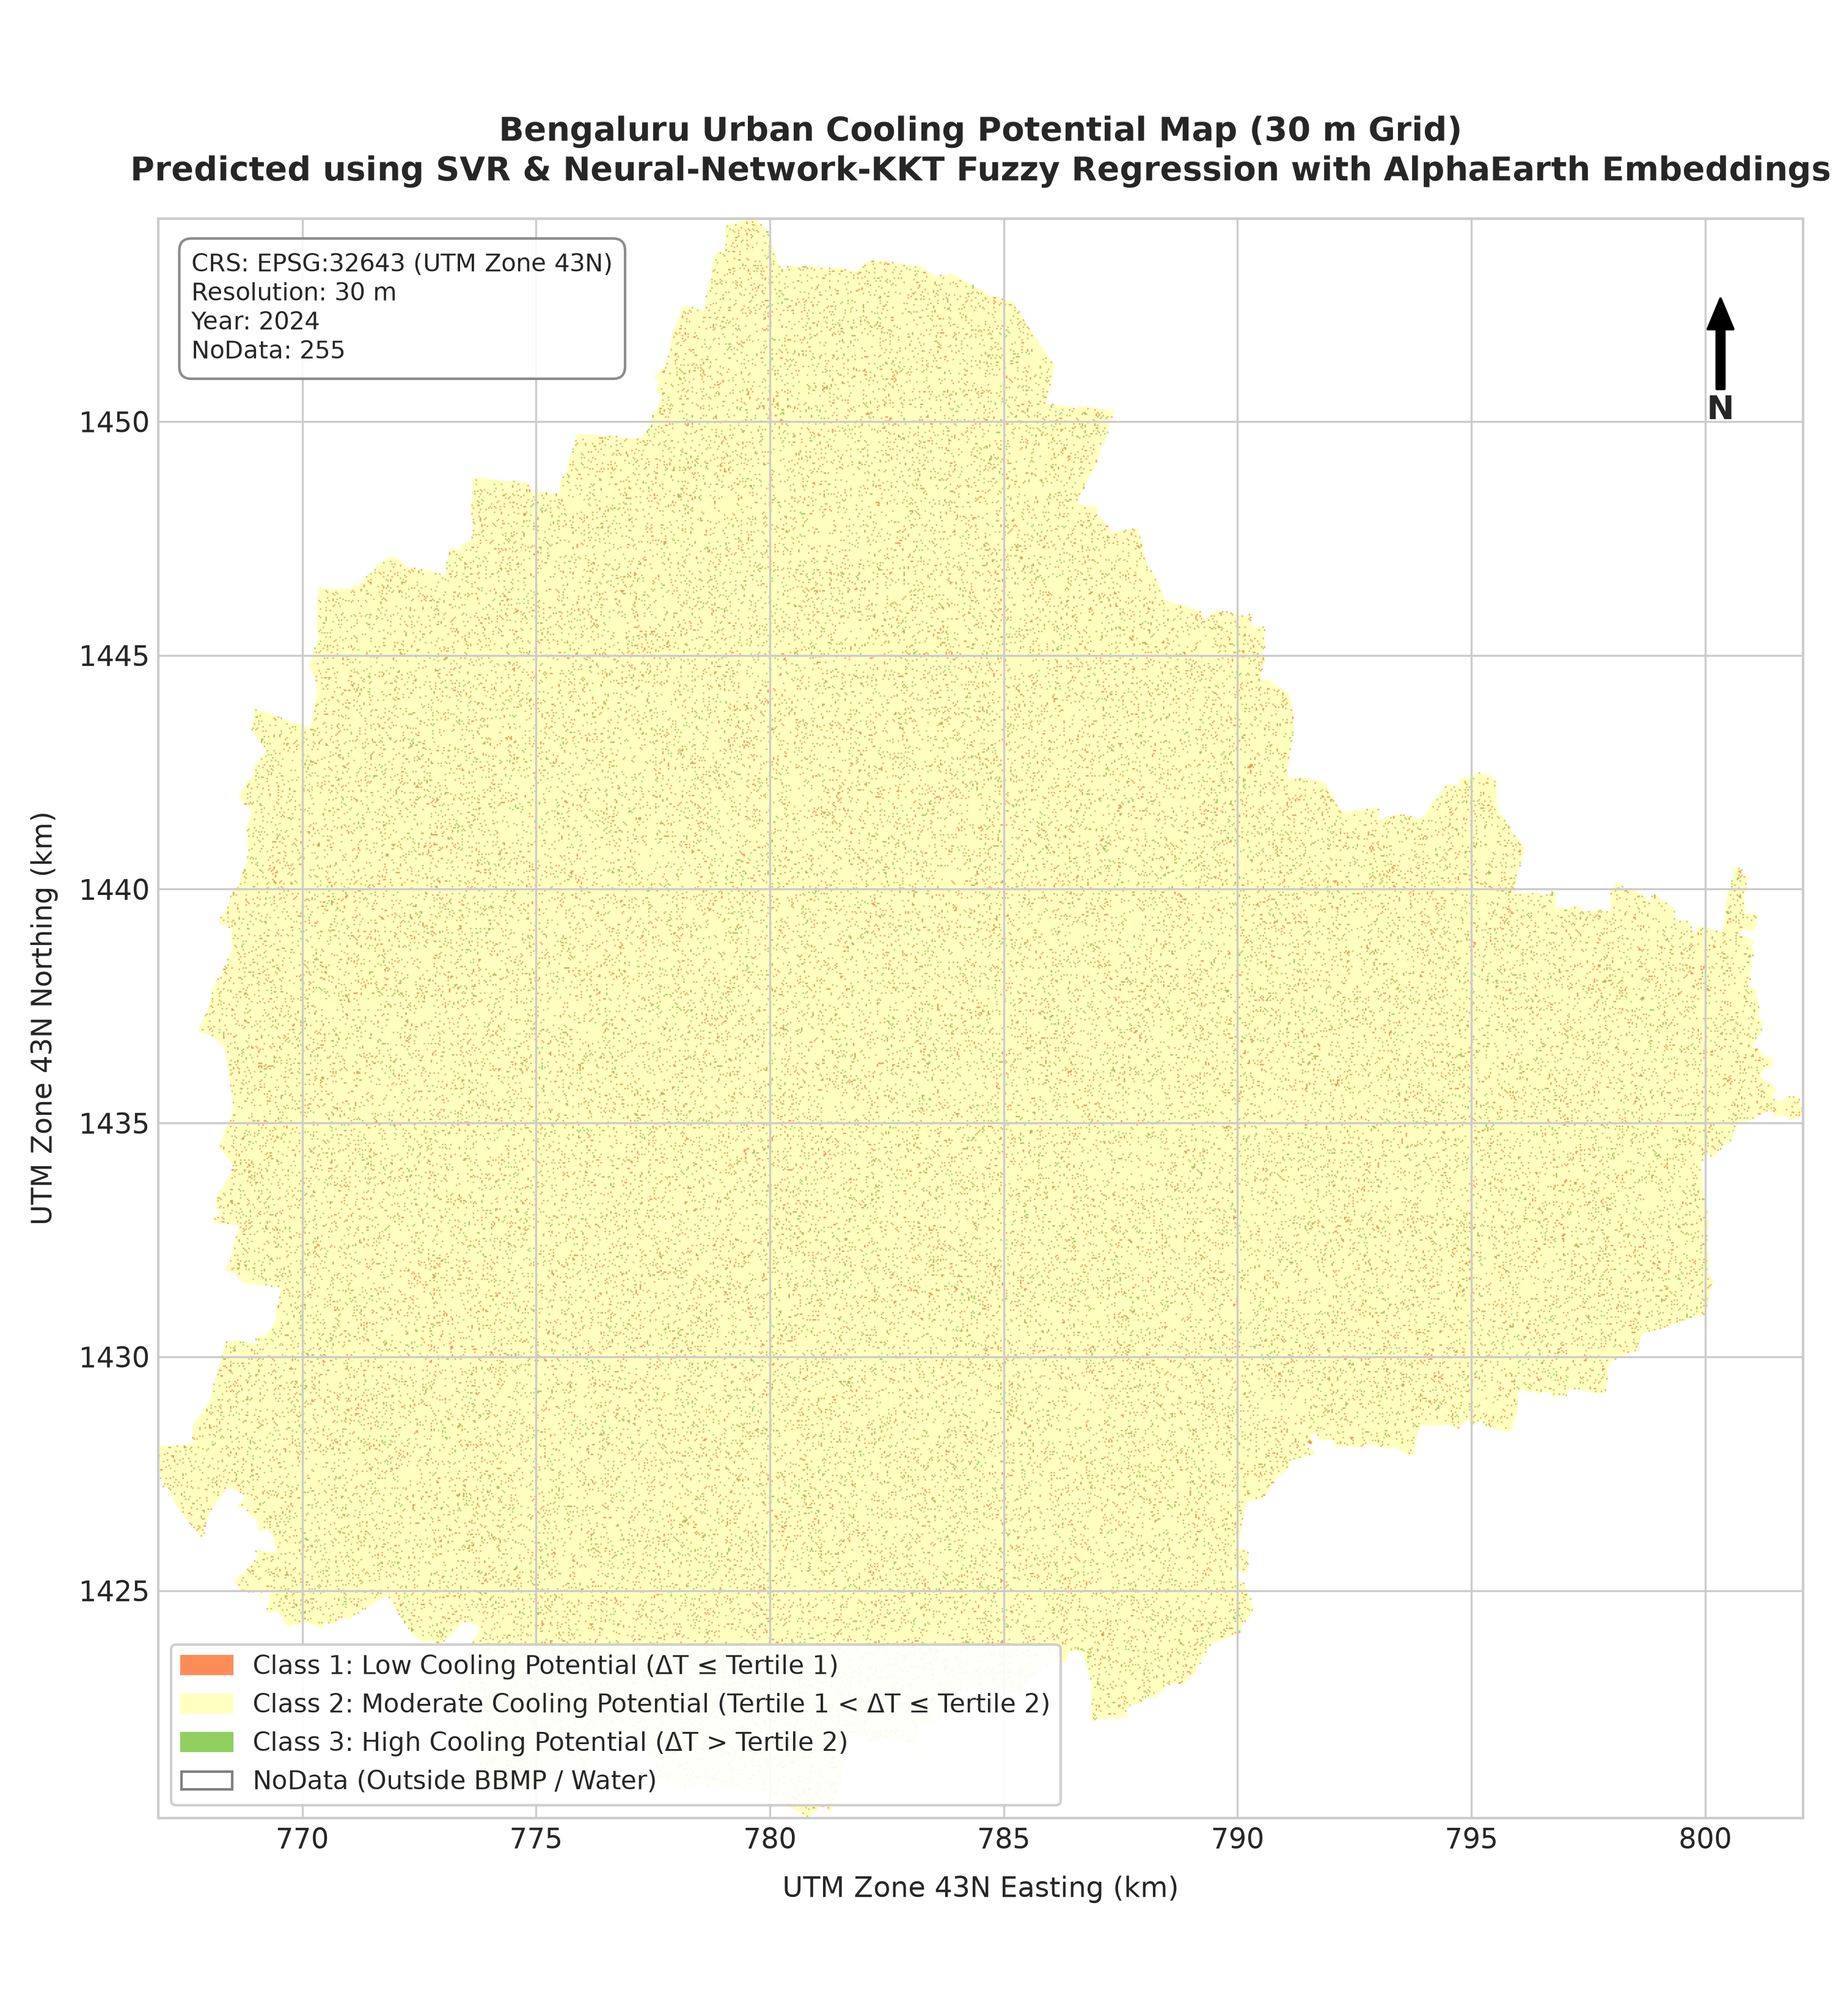 Bengaluru Urban Cooling Potential Map (30 m Grid)
Predicted using SVR & Neural-Network-KKT Fuzzy Regression with AlphaEarth Embeddings
CRS: EPSG:32643 (UTM Zone 43N)
Resolution: 30 m
Year: 2024
NoData: 255
N
1450
1445
1440
1435
1430
1425
UTM Zone 43N Northing (km)
Class 1: Low Cooling Potential (ΔT ≤ Tertile 1)
Class 2: Moderate Cooling Potential (Tertile 1 < ΔT ≤ Tertile 2)
Class 3: High Cooling Potential (ΔT > Tertile 2)
NoData (Outside BBMP / Water)
770 775 780 785 790 795 800
UTM Zone 43N Easting (km)